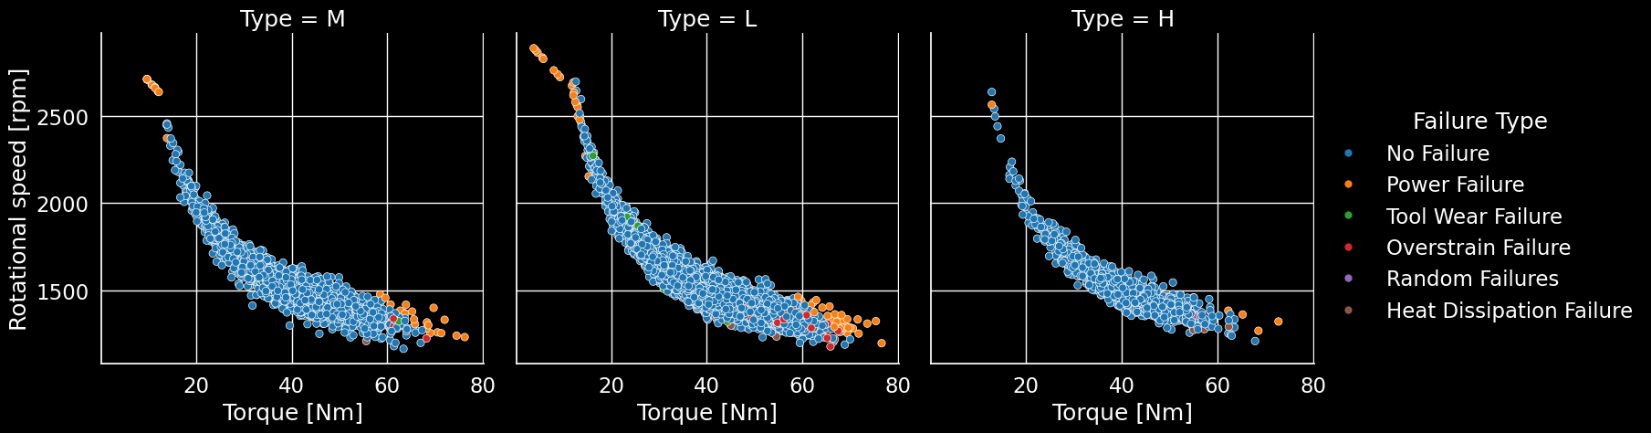 Type = M
Type = L
Type = H
Rotational speed [rpm]
2500
2000
1500
20 40 60 80
20 40 60 80
20 40 60 80
Torque [Nm]
Torque [Nm]
Torque [Nm]
Failure Type
No Failure
Power Failure
Tool Wear Failure
Overstrain Failure
Random Failures
Heat Dissipation Failure